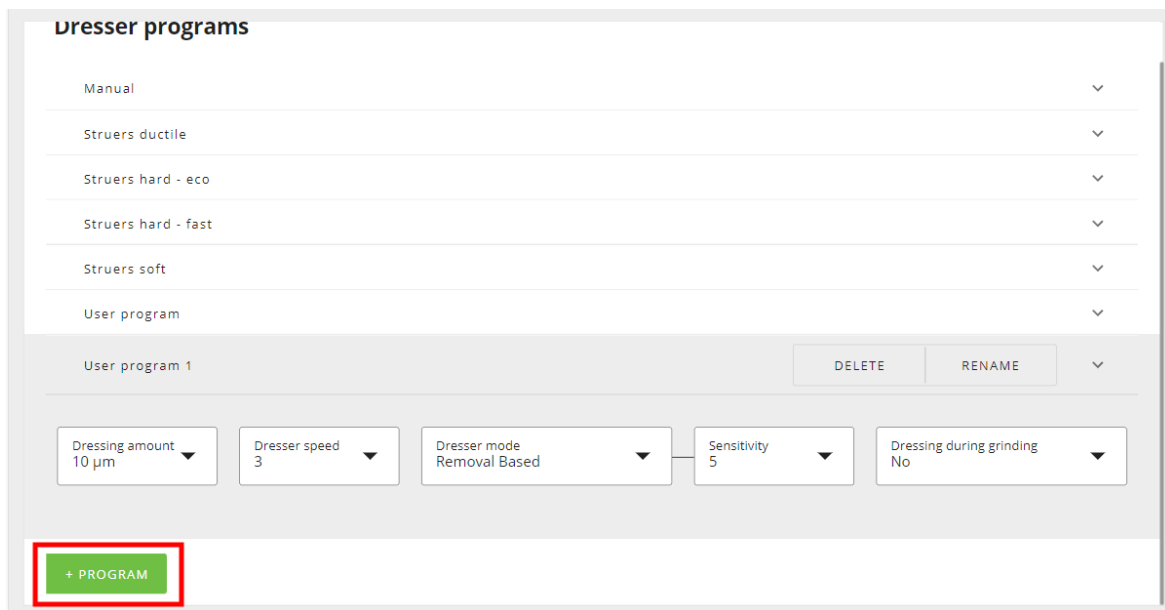 Dresser programs
Manual
Struers ductile
Struers hard - eco
Struers hard - fast
Struers soft
User program
User program 1
DELETE
RENAME
Dressing amount
10 µm
Dresser speed
3
Dresser mode
Removal Based
Sensitivity
5
Dressing during grinding
No
+ PROGRAM